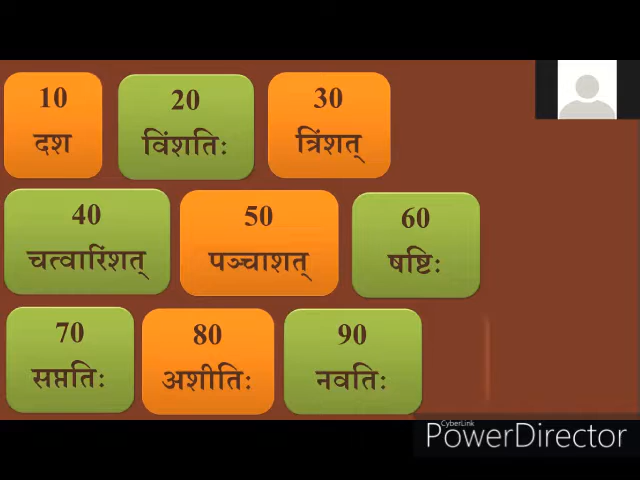 10
दश
20
विंशतिः
30
त्रिंशत्
40
चत्वारिंशत्
50
पञ्चाशत्
60
षष्टिः
70
सप्ततिः
80
अशीतिः
90
नवतिः
CyberLink
PowerDirector